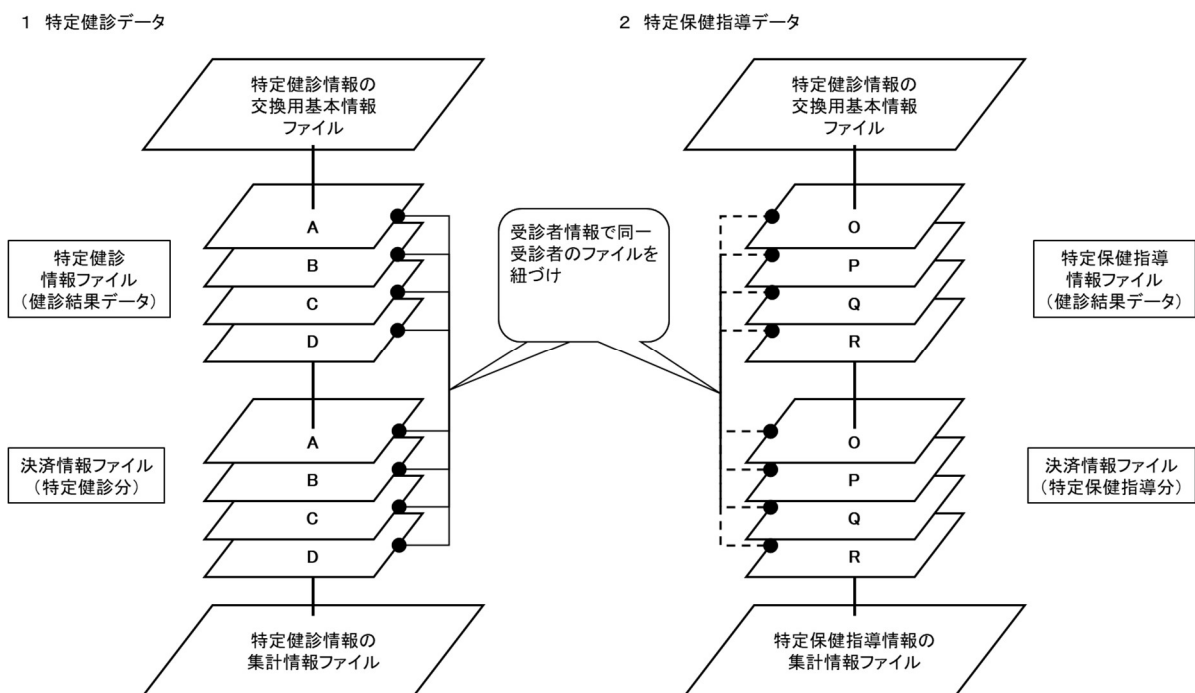 1 特定健診データ
特定健診情報の
交換用基本情報
ファイル
A
B
C
D
特定健診
情報ファイル
（健診結果データ）
A
B
C
D
決済情報ファイル
（特定健診分）
特定健診情報の
集計情報ファイル
受診者情報で同一
受診者のファイルを
紐づけ
2 特定保健指導データ
特定健診情報の
交換用基本情報
ファイル
O
P
Q
R
特定保健指導
情報ファイル
（健診結果データ）
O
P
Q
R
決済情報ファイル
（特定保健指導分）
特定保健指導情報の
集計情報ファイル